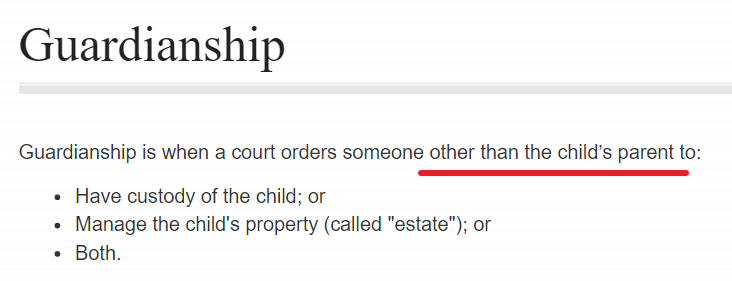 Guardianship
Guardianship is when a court orders someone other than the child’s parent to:
• Have custody of the child; or
• Manage the child's property (called "estate"); or
• Both.